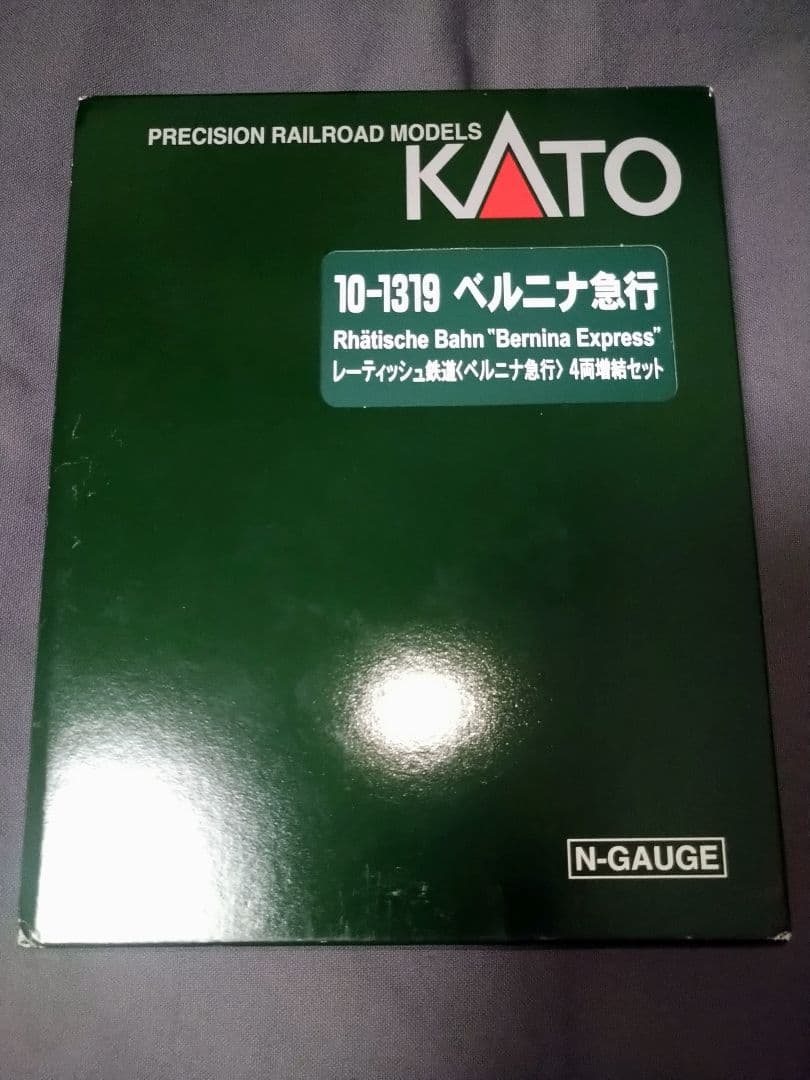 PRECISION RAILROAD MODELS
KATO
10-1319 ベルニナ急行
Rhätische Bahn "Bernina Express"
レーティッシュ鉄道〈ベルニナ急行〉 4両増結セット
N-GAUGE